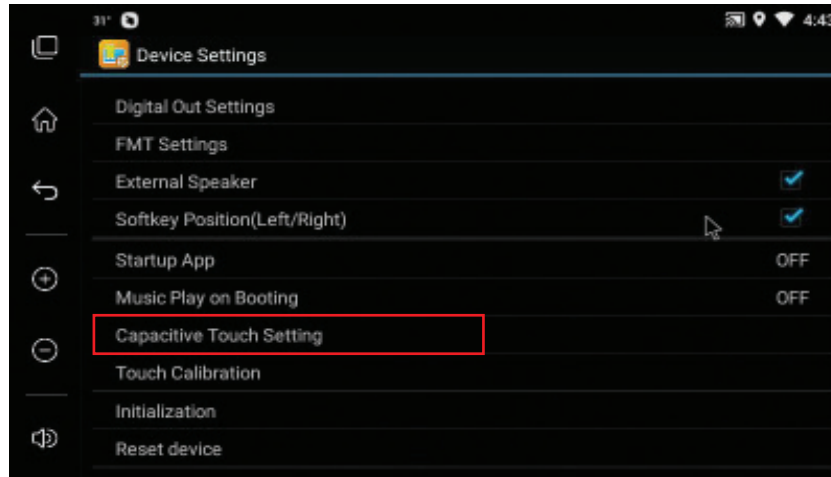 31°
4:43
Device Settings
Digital Out Settings
FMT Settings
External Speaker
Softkey Position(Left/Right)
Startup App OFF
Music Play on Booting OFF
Capacitive Touch Setting
Touch Calibration
Initialization
Reset device